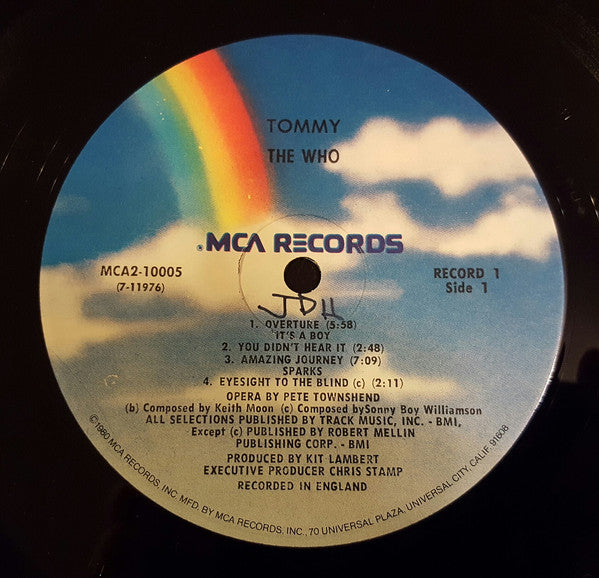 TOMMY
THE WHO
® MCA RECORDS
MCA2-10005
(7-11976)
RECORD 1
Side 1
JDH
1. OVERTURE (5:58)
IT'S A BOY
2. YOU DIDN'T HEAR IT (2:48)
3. AMAZING JOURNEY (7:09)
SPARKS
4. EYESIGHT TO THE BLIND (c) (2:11)
OPERA BY PETE TOWNSHEND
(b) Composed by Keith Moon (c) Composed bySonny Boy Williamson
ALL SELECTIONS PUBLISHED BY TRACK MUSIC, INC. - BMI,
Except (c) PUBLISHED BY ROBERT MELLIN
PUBLISHING CORP. - BMI
PRODUCED BY KIT LAMBERT
EXECUTIVE PRODUCER CHRIS STAMP
RECORDED IN ENGLAND
©1980 MCA RECORDS, INC. MFD. BY MCA RECORDS, INC., 70 UNIVERSAL PLAZA, UNIVERSAL CITY, CALIF. 91608